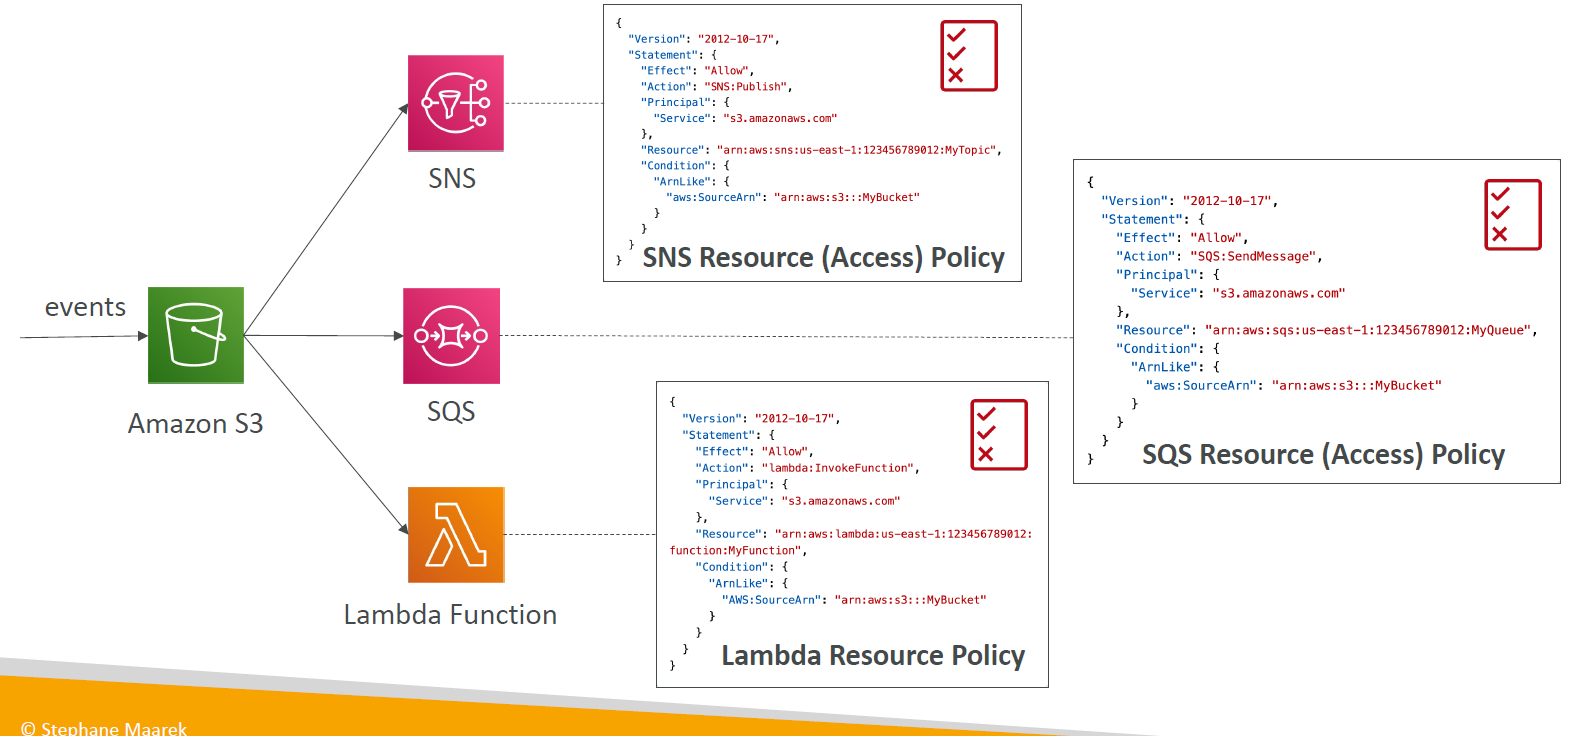 events
Amazon S3
SNS
SQS
Lambda Function
{
"Version": "2012-10-17",
"Statement": {
"Effect": "Allow",
"Action": "SNS:Publish",
"Principal": {
"Service": "s3.amazonaws.com"
},
"Resource": "arn:aws:sns:us-east-1:123456789012:MyTopic",
"Condition": {
"ArnLike": {
"aws:SourceArn": "arn:aws:s3:::MyBucket"
}
}
}
}
SNS Resource (Access) Policy
{
"Version": "2012-10-17",
"Statement": {
"Effect": "Allow",
"Action": "SQS:SendMessage",
"Principal": {
"Service": "s3.amazonaws.com"
},
"Resource": "arn:aws:sqs:us-east-1:123456789012:MyQueue",
"Condition": {
"ArnLike": {
"aws:SourceArn": "arn:aws:s3:::MyBucket"
}
}
}
}
SQS Resource (Access) Policy
{
"Version": "2012-10-17",
"Statement": {
"Effect": "Allow",
"Action": "lambda:InvokeFunction",
"Principal": {
"Service": "s3.amazonaws.com"
},
"Resource": "arn:aws:lambda:us-east-1:123456789012:
function:MyFunction",
"Condition": {
"ArnLike": {
"AWS:SourceArn": "arn:aws:s3:::MyBucket"
}
}
}
}
Lambda Resource Policy
© Stephane Maarek